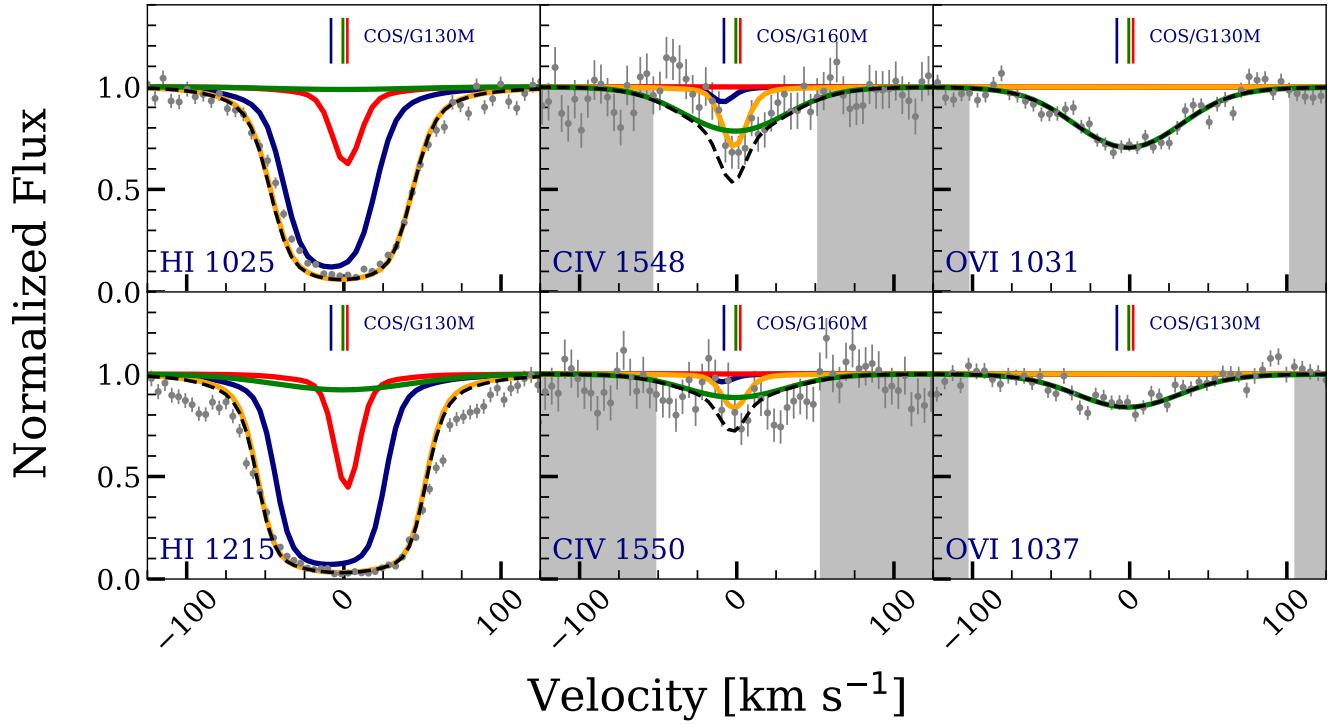 Normalized Flux
1.0
0.5
0.0
COS/G130M
HI 1025
COS/G160M
CIV 1548
COS/G130M
OVI 1031
1.0
0.5
0.0
COS/G130M
HI 1215
COS/G160M
CIV 1550
COS/G130M
OVI 1037
−100 0 100
−100 0 100
−100 0 100
Velocity [km s⁻¹]